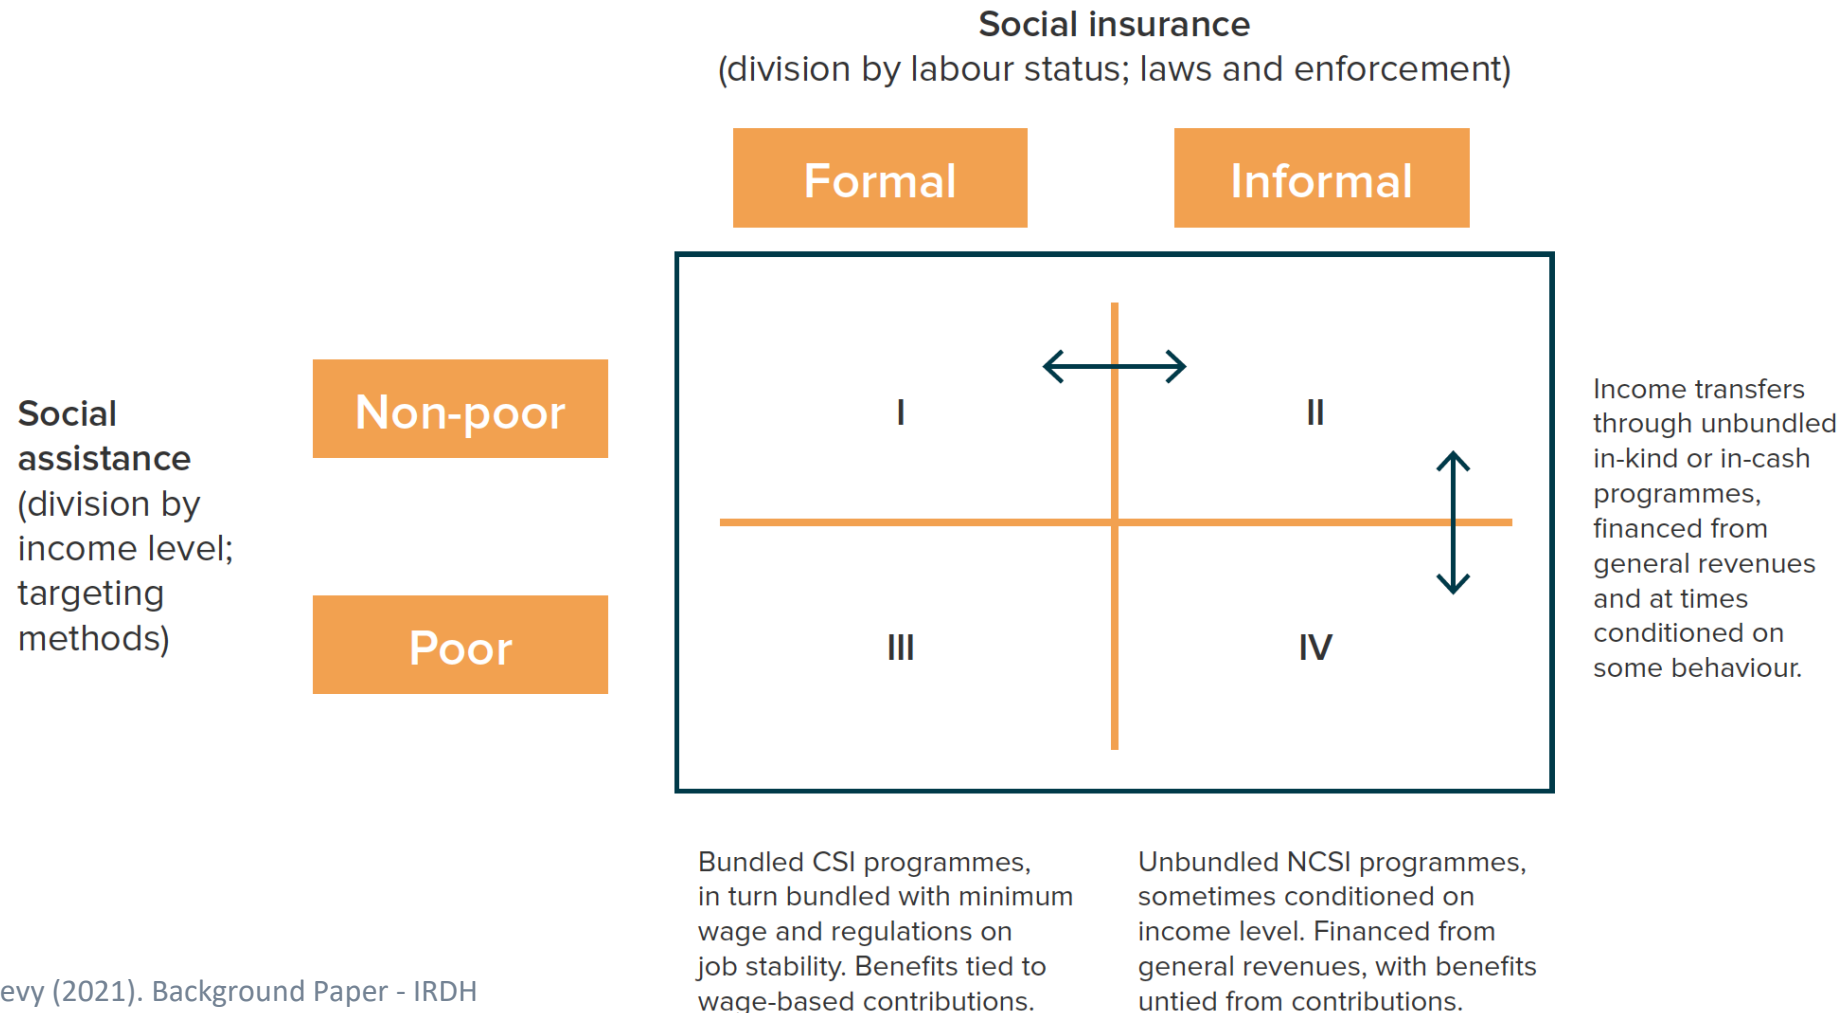 Social insurance
(division by labour status; laws and enforcement)
Formal
Informal
Social
assistance
(division by
income level;
targeting
methods)
Non-poor
Poor
I
II
III
IV
Income transfers
through unbundled
in-kind or in-cash
programmes,
financed from
general revenues
and at times
conditioned on
some behaviour.
Bundled CSI programmes,
in turn bundled with minimum
wage and regulations on
job stability. Benefits tied to
wage-based contributions.
Unbundled NCSI programmes,
sometimes conditioned on
income level. Financed from
general revenues, with benefits
untied from contributions.
evy (2021). Background Paper - IRDH